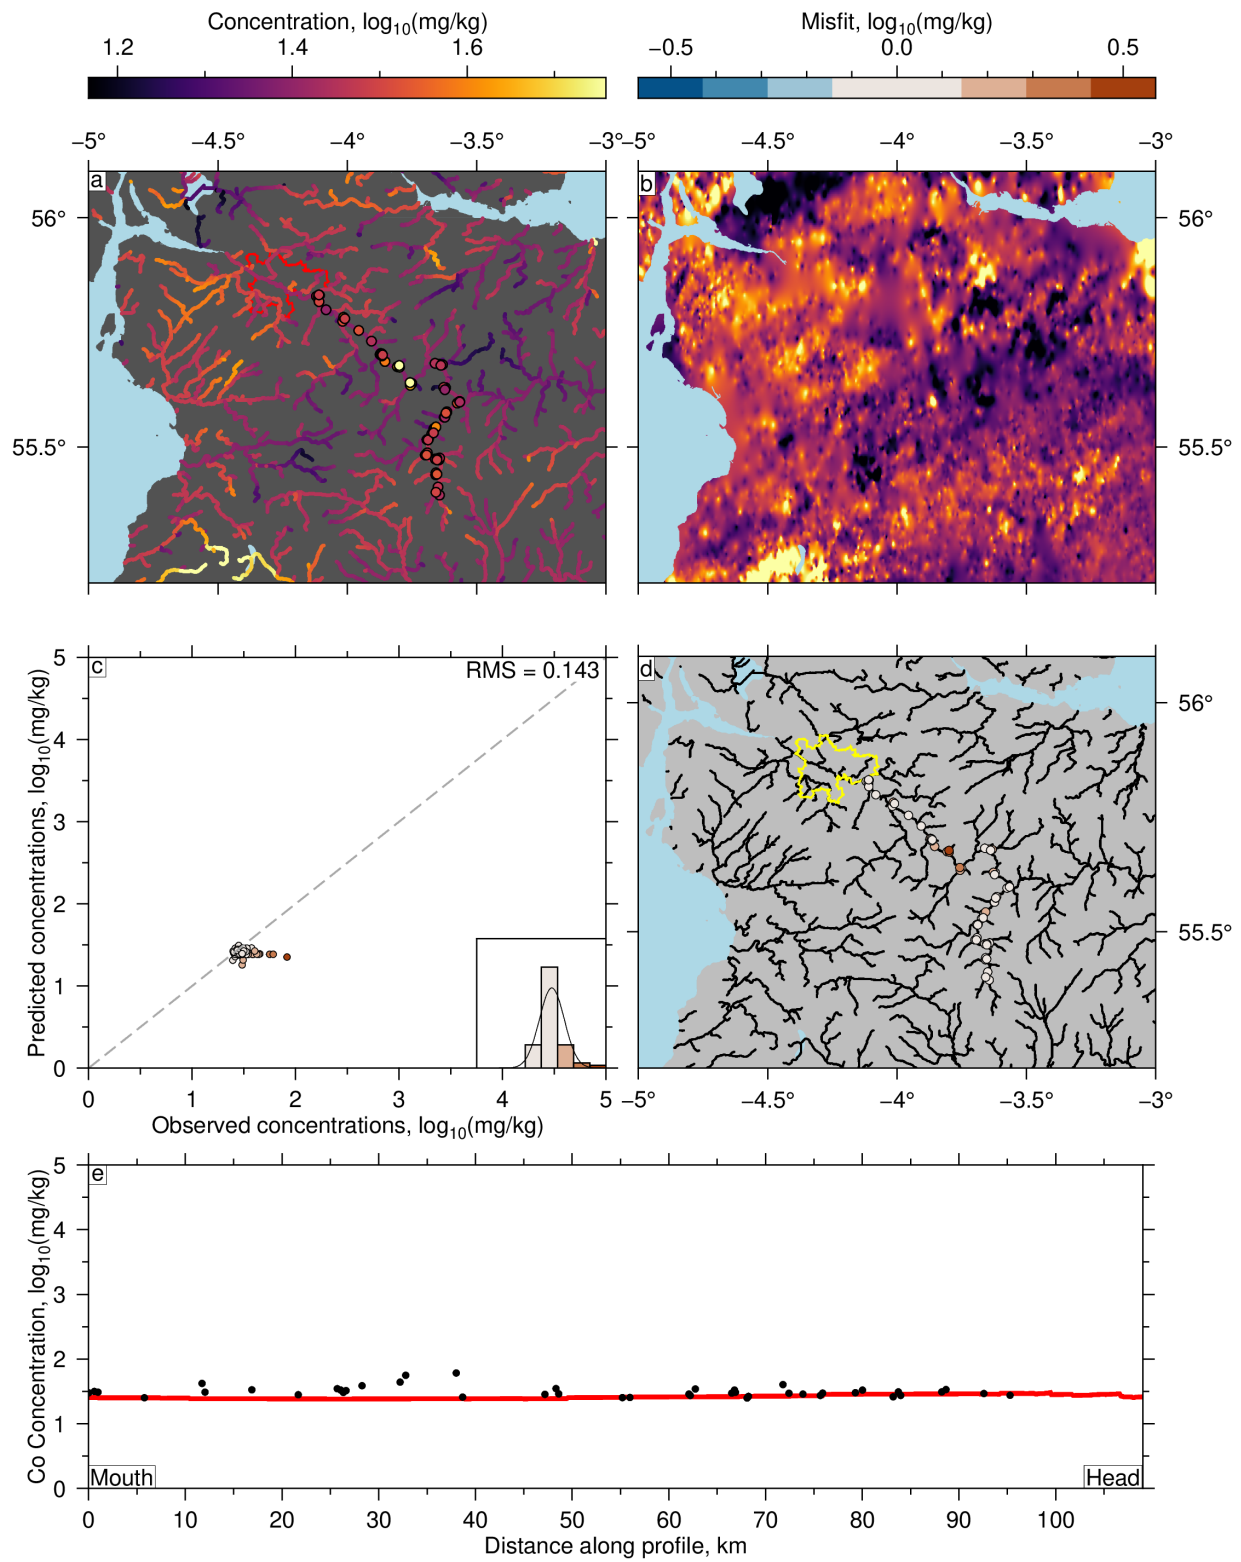 Concentration, log10(mg/kg)
Misfit, log10(mg/kg)
1.2 1.4 1.6
−0.5 0.0 0.5
−5° −4.5° −4° −3.5° −3°
−5° −4.5° −4° −3.5° −3°
a
b
56°
55.5°
56°
55.5°
c
RMS = 0.143
Predicted concentrations, log10(mg/kg)
5
4
3
2
1
0
0 1 2 3 4 5
Observed concentrations, log10(mg/kg)
d
56°
55.5°
−5° −4.5° −4° −3.5° −3°
e
Co Concentration, log10(mg/kg)
5
4
3
2
1
0
Mouth
Head
0 10 20 30 40 50 60 70 80 90 100
Distance along profile, km